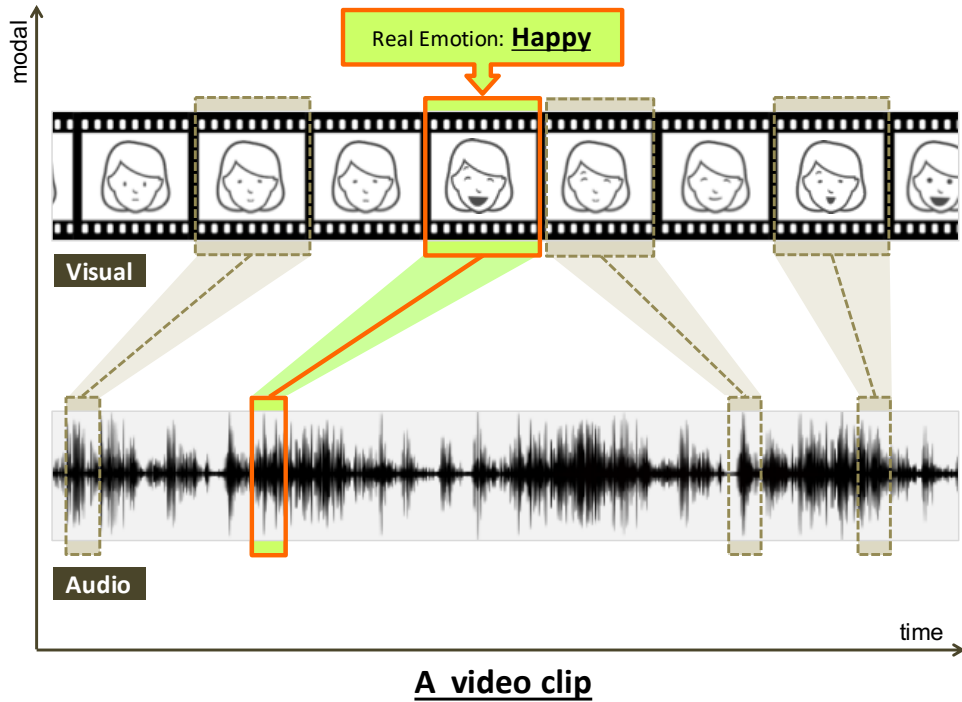 modal
Real Emotion: Happy
Visual
Audio
time
A video clip